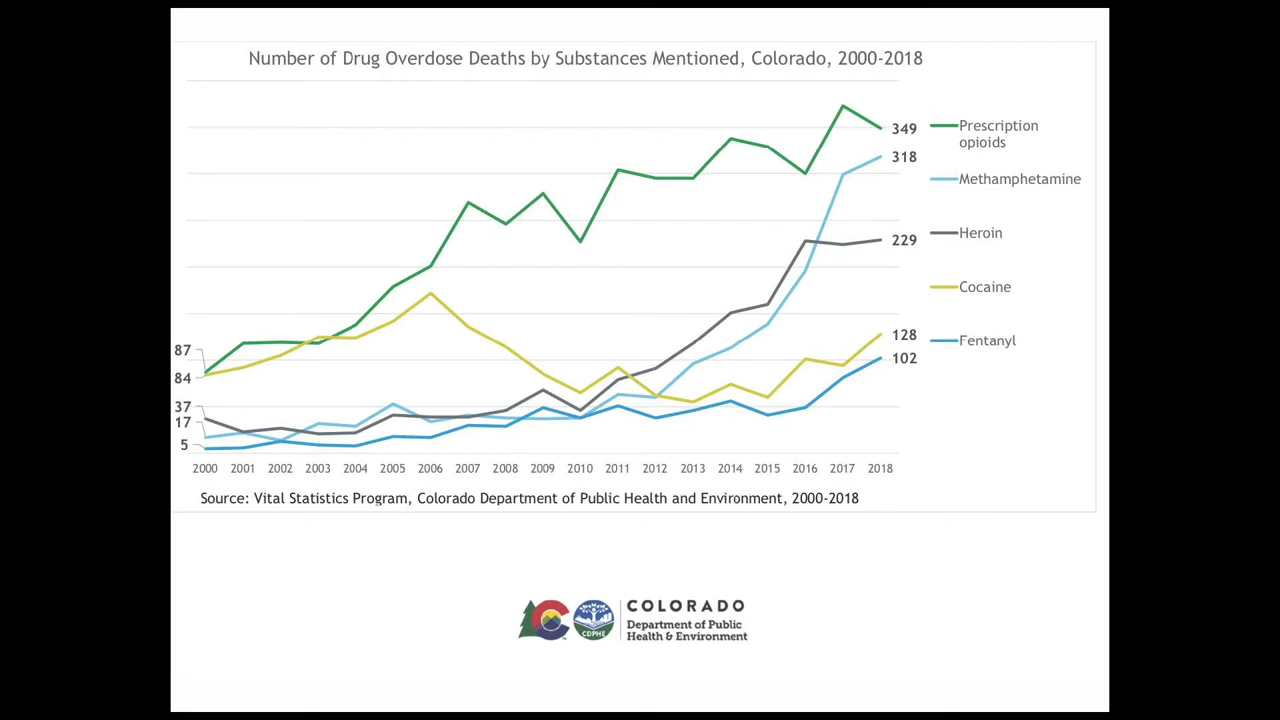 Number of Drug Overdose Deaths by Substances Mentioned, Colorado, 2000-2018
349
318
229
128
102
Prescription
opioids
Methamphetamine
Heroin
Cocaine
Fentanyl
87
84
37
17
5
2000 2001 2002 2003 2004 2005 2006 2007 2008 2009 2010 2011 2012 2013 2014 2015 2016 2017 2018
Source: Vital Statistics Program, Colorado Department of Public Health and Environment, 2000-2018
COLORADO
Department of Public
Health & Environment
CDPHE